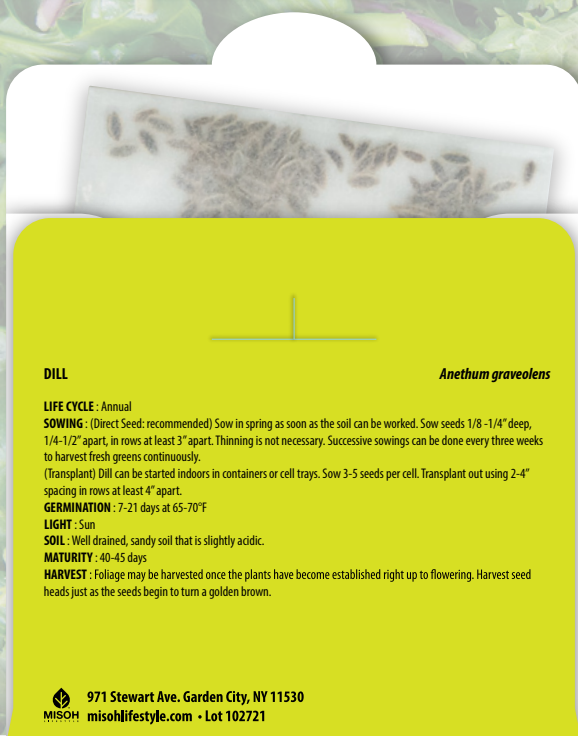 DILL Anethum graveolens
LIFE CYCLE : Annual
SOWING : (Direct Seed: recommended) Sow in spring as soon as the soil can be worked. Sow seeds 1/8 -1/4” deep,
1/4-1/2” apart, in rows at least 3” apart. Thinning is not necessary. Successive sowings can be done every three weeks
to harvest fresh greens continuously.
(Transplant) Dill can be started indoors in containers or cell trays. Sow 3-5 seeds per cell. Transplant out using 2-4”
spacing in rows at least 4” apart.
GERMINATION : 7-21 days at 65-70°F
LIGHT : Sun
SOIL : Well drained, sandy soil that is slightly acidic.
MATURITY : 40-45 days
HARVEST : Foliage may be harvested once the plants have become established right up to flowering. Harvest seed
heads just as the seeds begin to turn a golden brown.
971 Stewart Ave. Garden City, NY 11530
MISOH
misohlifestyle.com • Lot 102721